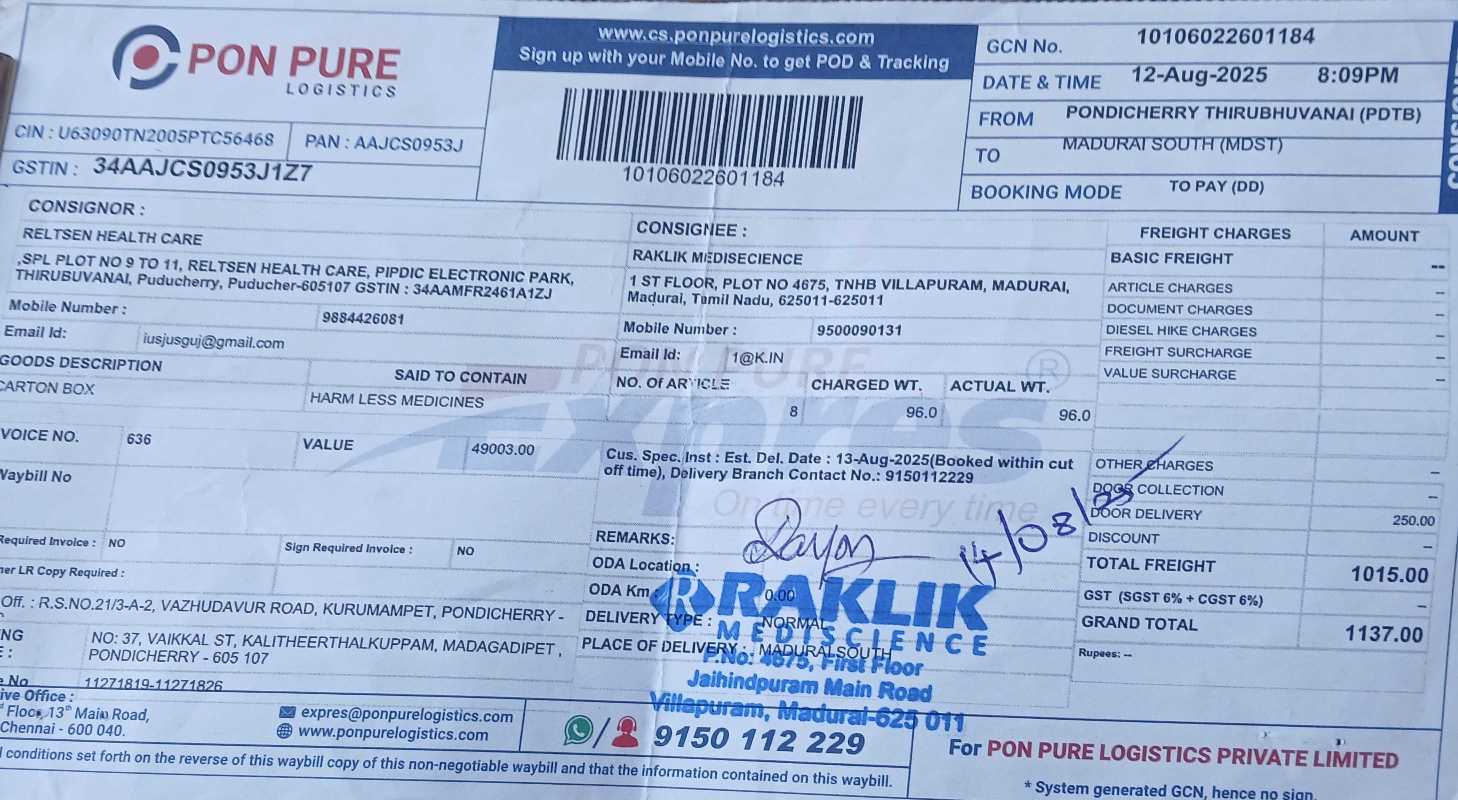 PON PURE
LOGISTICS
CIN : U63090TN2005PTC56468
PAN : AAJCS0953J
GSTIN : 34AAJCS0953J1Z7
www.cs.ponpurelogistics.com
Sign up with your Mobile No. to get POD & Tracking
10106022601184
GCN No. 10106022601184
DATE & TIME 12-Aug-2025 8:09PM
FROM PONDICHERRY THIRUBHUVANAI (PDTB)
TO MADURAI SOUTH (MDST)
BOOKING MODE TO PAY (DD)
CONSIGNOR :
RELTSEN HEALTH CARE
,SPL PLOT NO 9 TO 11, RELTSEN HEALTH CARE, PIPDIC ELECTRONIC PARK,
THIRUBUVANAI, Puducherry, Puducher-605107 GSTIN : 34AAMFR2461A1ZJ
Mobile Number : 9884426081
Email Id: iusjusguj@gmail.com
CONSIGNEE :
RAKLIK MEDISECIENCE
1 ST FLOOR, PLOT NO 4675, TNHB VILLAPURAM, MADURAI,
Madurai, Tamil Nadu, 625011-625011
Mobile Number : 9500090131
Email Id: 1@K.IN
GOODS DESCRIPTION SAID TO CONTAIN
CARTON BOX HARM LESS MEDICINES
NO. Of ARTICLE CHARGED WT. ACTUAL WT.
8 96.0 96.0
VOICE NO. 636 VALUE 49003.00
Waybill No
Cus. Spec. Inst : Est. Del. Date : 13-Aug-2025(Booked within cut
off time), Delivery Branch Contact No.: 9150112229
PON PURE
Expres ®
On time every time
Required Invoice : NO Sign Required Invoice : NO
er LR Copy Required :
REMARKS:
14/08/25
ODA Location :
ODA Km : 0.00
DELIVERY TYPE : NORMAL
PLACE OF DELIVERY : MADURAI SOUTH
RAKLIK
MEDISCIENCE
P.No: 4675, First Floor
Jaihindpuram Main Road
Villapuram, Madurai-625 011
Off. : R.S.NO.21/3-A-2, VAZHUDAVUR ROAD, KURUMAMPET, PONDICHERRY -
NG
E : NO: 37, VAIKKAL ST, KALITHEERTHALKUPPAM, MADAGADIPET ,
PONDICHERRY - 605 107
No 11271819-11271826
FREIGHT CHARGES AMOUNT
BASIC FREIGHT --
ARTICLE CHARGES –
DOCUMENT CHARGES –
DIESEL HIKE CHARGES –
FREIGHT SURCHARGE –
VALUE SURCHARGE –
OTHER CHARGES –
DOOR COLLECTION –
DOOR DELIVERY 250.00
DISCOUNT –
TOTAL FREIGHT 1015.00
GST (SGST 6% + CGST 6%) –
GRAND TOTAL 1137.00
Rupees: --
ive Office :
Floor, 13th Main Road,
Chennai - 600 040.
expres@ponpurelogistics.com
www.ponpurelogistics.com
9150 112 229
conditions set forth on the reverse of this waybill copy of this non-negotiable waybill and that the information contained on this waybill.
For PON PURE LOGISTICS PRIVATE LIMITED
* System generated GCN, hence no sign.